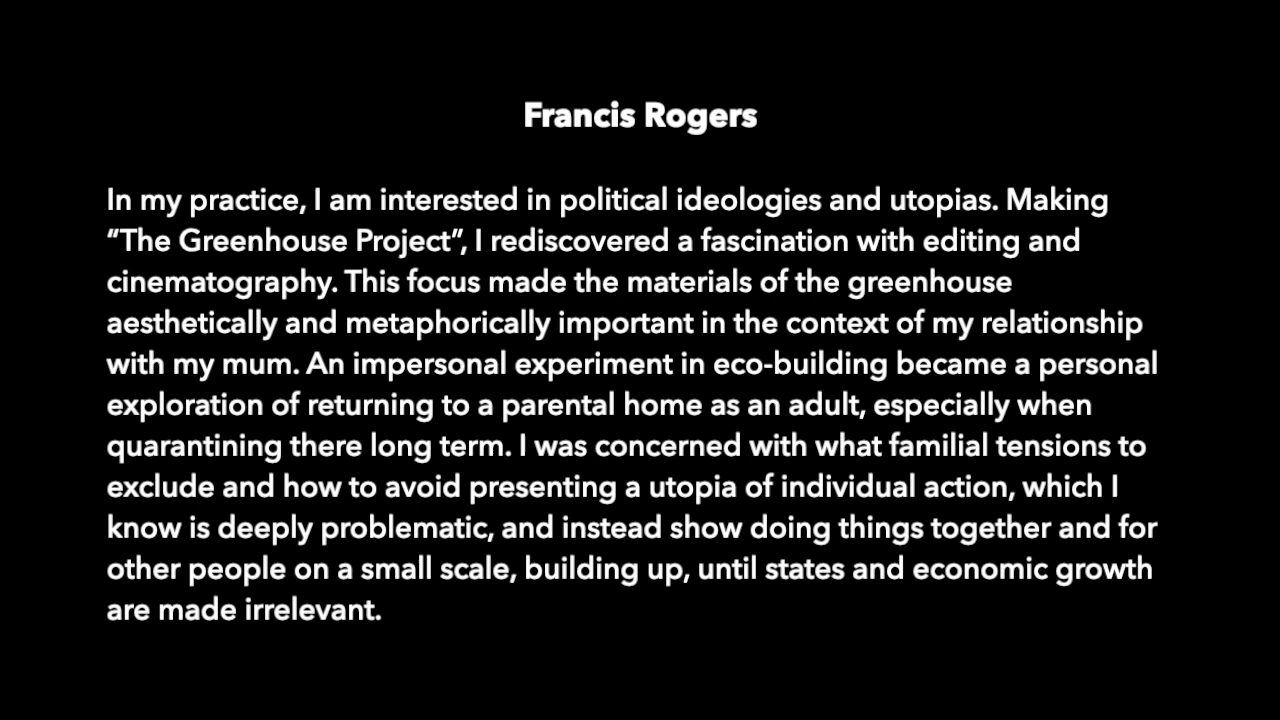 Francis Rogers
In my practice, I am interested in political ideologies and utopias. Making
“The Greenhouse Project”, I rediscovered a fascination with editing and
cinematography. This focus made the materials of the greenhouse
aesthetically and metaphorically important in the context of my relationship
with my mum. An impersonal experiment in eco-building became a personal
exploration of returning to a parental home as an adult, especially when
quarantining there long term. I was concerned with what familial tensions to
exclude and how to avoid presenting a utopia of individual action, which I
know is deeply problematic, and instead show doing things together and for
other people on a small scale, building up, until states and economic growth
are made irrelevant.